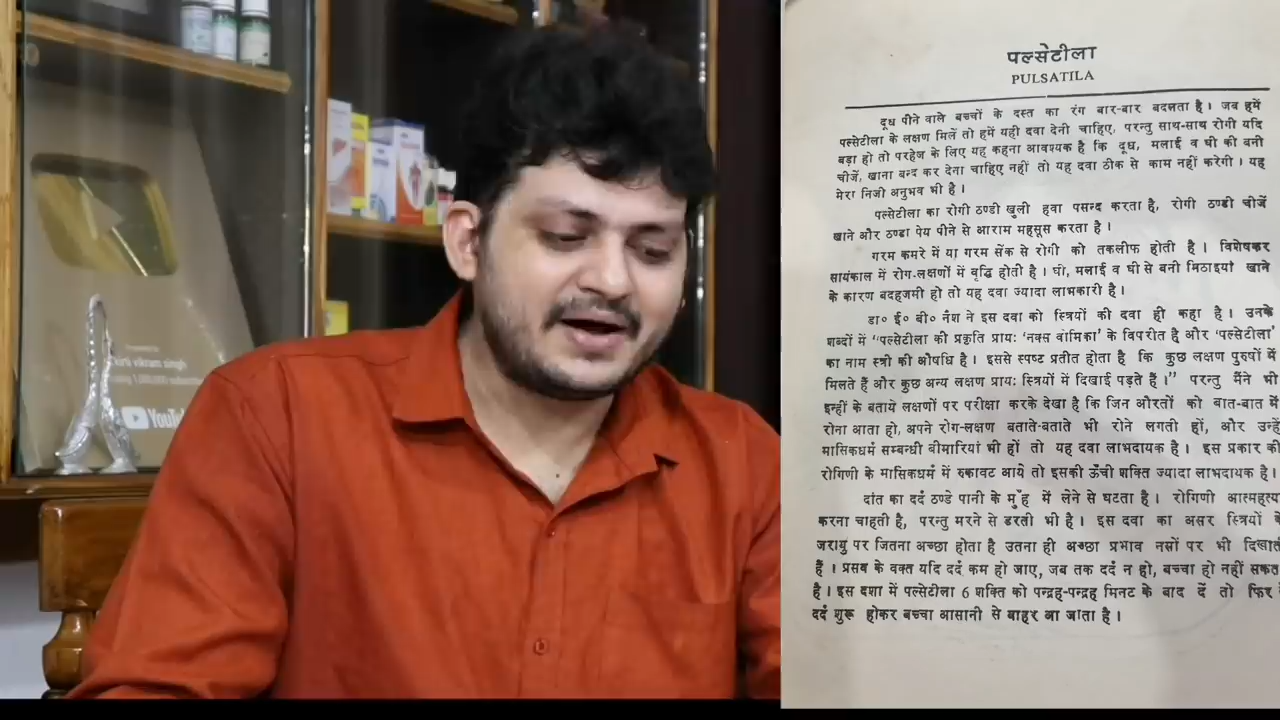 पल्सेटीला
PULSATILA
दूध पीने वाले बच्चों के दस्त का रंग बार-बार बदलता है। जब हमें
पल्सेटीला के लक्षण मिलें तो हमें यही दवा देनी चाहिए, परन्तु साथ-साथ रोगी यदि
बड़ा हो तो परहेज के लिए यह कहना आवश्यक है कि दूध, मलाई व घी की बनी
चीजें, खाना बन्द कर देना चाहिए नहीं तो यह दवा ठीक से काम नहीं करेगी। यह
मेरा निजी अनुभव भी है।
पल्सेटीला का रोगी ठण्डी खुली हवा पसन्द करता है, रोगी ठण्डी चीजें
खाने और ठण्डा पेय पीने से आराम महसूस करता है।
गरम कमरे में या गरम सेंक से रोगी को तकलीफ होती है। विशेषकर
सायंकाल में रोग-लक्षणों में वृद्धि होती है। घी, मलाई व घी से बनी मिठाइयां खाने
के कारण बदहजमी हो तो यह दवा ज्यादा लाभकारी है।
डा० ई० बी० नैश ने इस दवा को स्त्रियों की दवा ही कहा है। उनके
शब्दों में "पल्सेटीला की प्रकृति प्रायः 'नक्स वोमिका' के विपरीत है और 'पल्सेटीला'
का नाम स्त्री की औषधि है। इससे स्पष्ट प्रतीत होता है कि कुछ लक्षण पुरुषों में
मिलते हैं और कुछ अन्य लक्षण प्रायः स्त्रियों में दिखाई पड़ते हैं।" परन्तु मैंने भी
इन्हीं के बताये लक्षणों पर परीक्षा करके देखा है कि जिन औरतों को बात-बात में
रोना आता हो, अपने रोग-लक्षण बताते-बताते भी रोने लगती हों, और उन्हें
मासिकधर्म सम्बन्धी बीमारियां भी हों तो यह दवा लाभदायक है। इस प्रकार की
रोगिणी के मासिकधर्म में रुकावट आये तो इसकी ऊँची शक्ति ज्यादा लाभदायक है।
दांत का दर्द ठण्डे पानी के मुँह में लेने से घटता है। रोगिणी आत्महत्या
करना चाहती है, परन्तु मरने से डरती भी है। इस दवा का असर स्त्रियों के
जरायु पर जितना अच्छा होता है उतना ही अच्छा प्रभाव नसों पर भी दिखाती
है। प्रसव के वक्त यदि दर्द कम हो जाए, जब तक दर्द न हो, बच्चा हो नहीं सकता
है। इस दशा में पल्सेटीला 6 शक्ति को पन्द्रह-पन्द्रह मिनट के बाद दें तो फिर
दर्द शुरू होकर बच्चा आसानी से बाहर आ जाता है।
vikram singh
YouTu